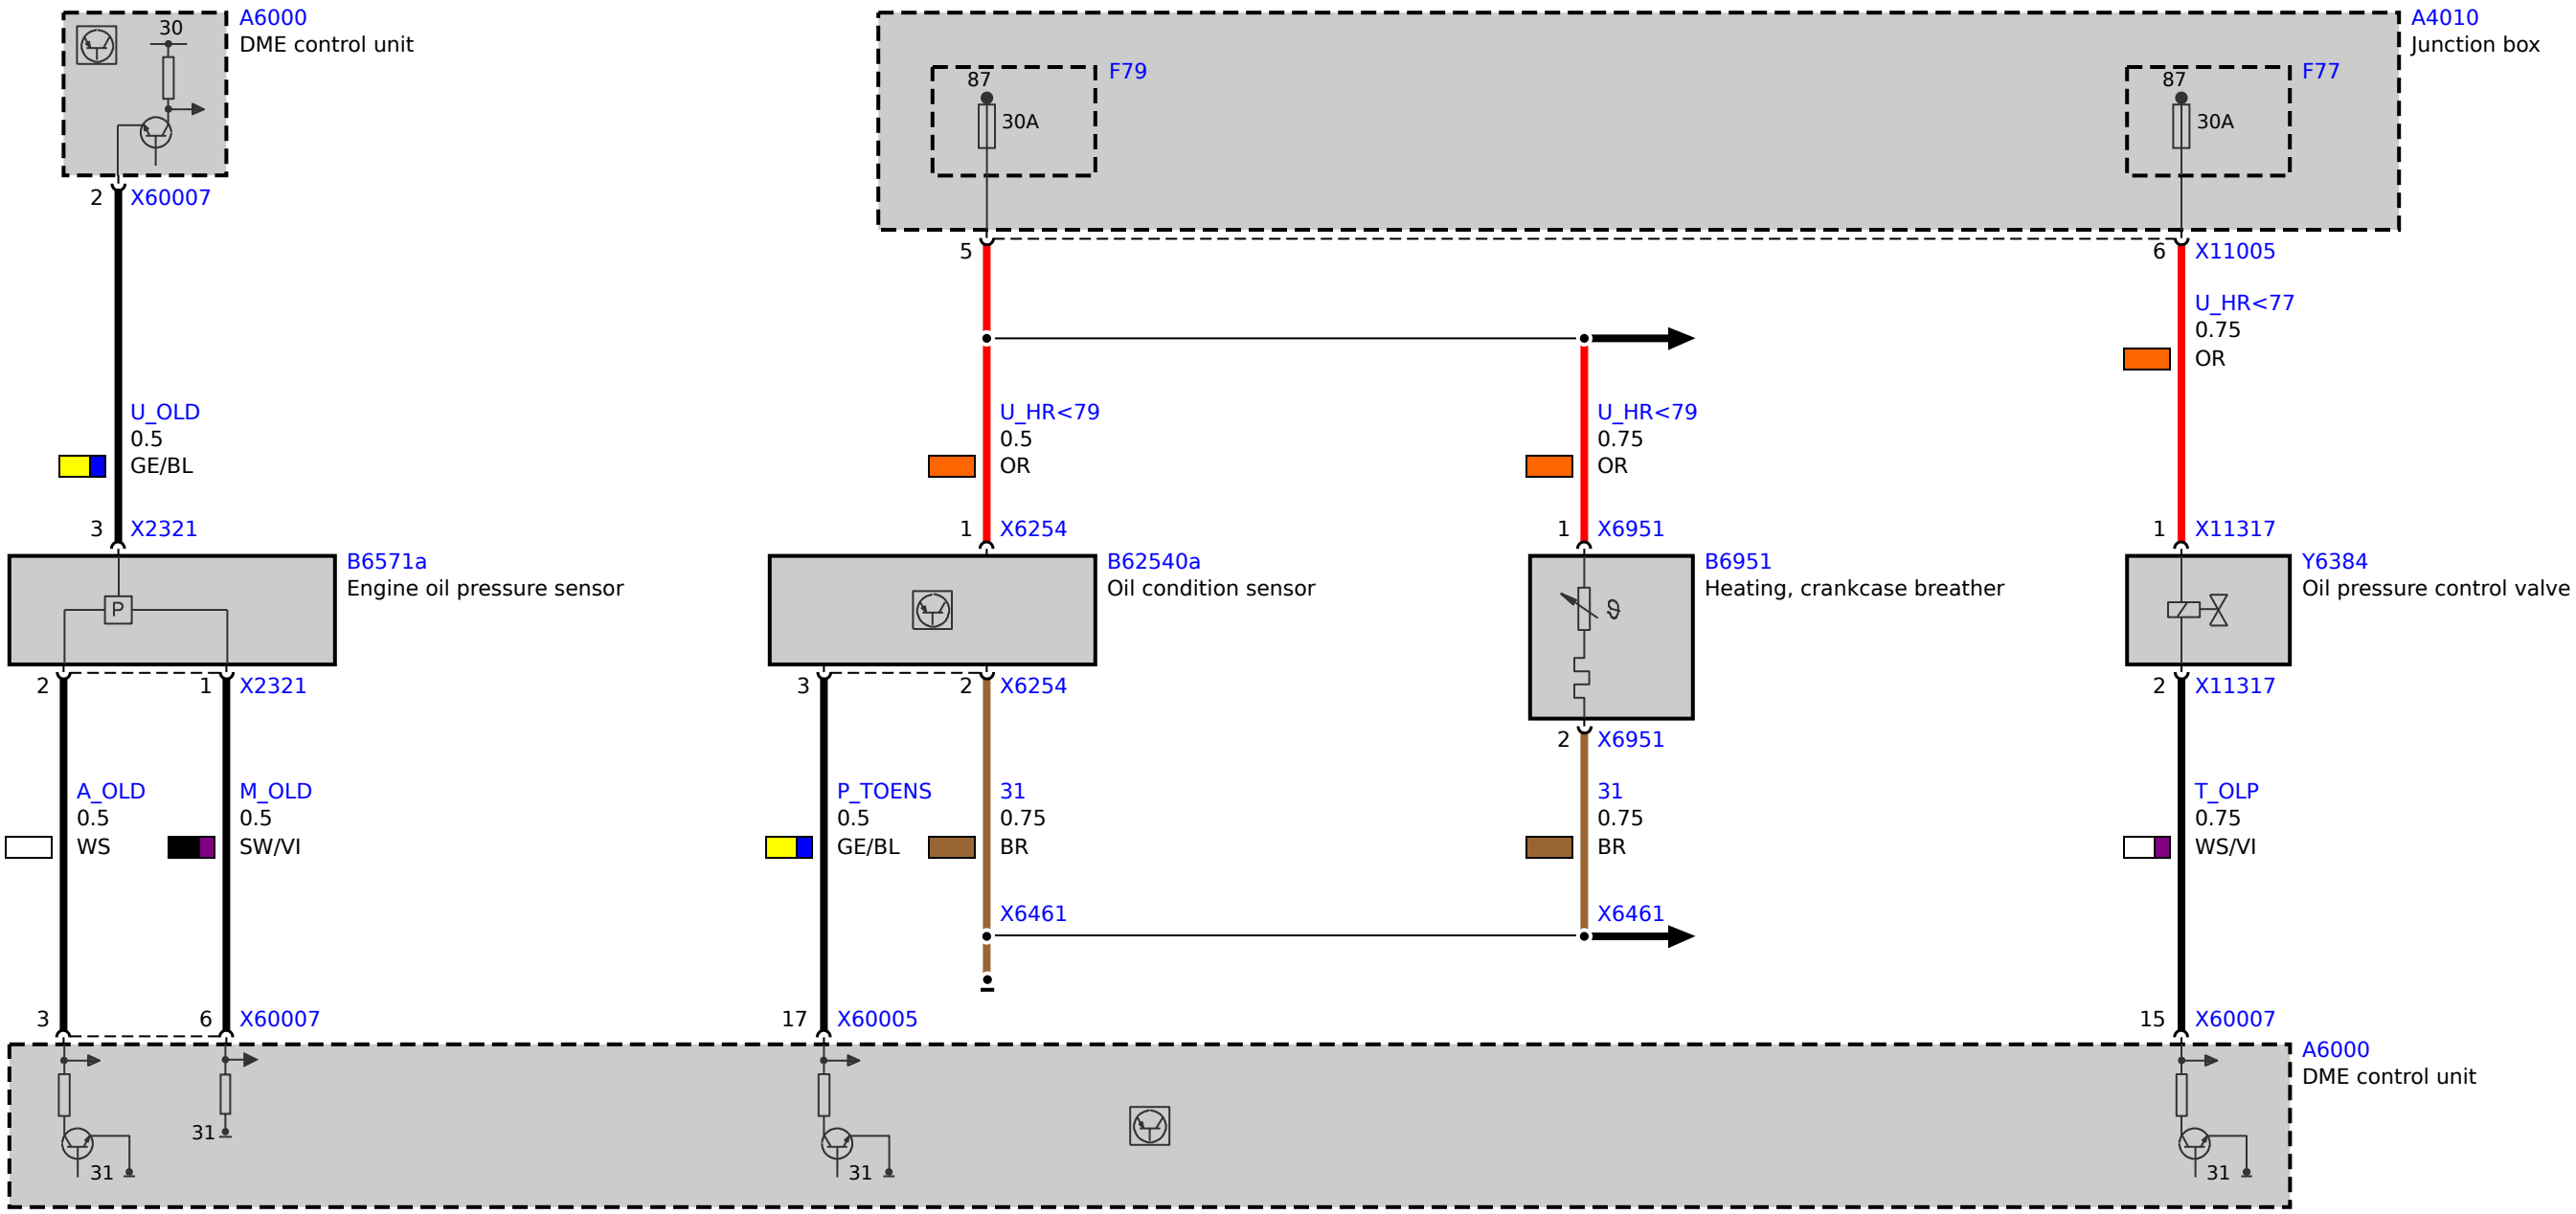 30
A6000
DME control unit
A4010
Junction box
87
F79
30A
87
F77
30A
2
X60007
5
6
X11005
U_HR<77
0.75
OR
U_OLD
0.5
GE/BL
U_HR<79
0.5
OR
U_HR<79
0.75
OR
3
X2321
1
X6254
1
X6951
1
X11317
B6571a
Engine oil pressure sensor
P
B62540a
Oil condition sensor
B6951
Heating, crankcase breather
ϑ
Y6384
Oil pressure control valve
2
1
X2321
3
2
X6254
2
X6951
2
X11317
A_OLD
0.5
WS
M_OLD
0.5
SW/VI
P_TOENS
0.5
GE/BL
31
0.75
BR
31
0.75
BR
T_OLP
0.75
WS/VI
X6461
X6461
3
6
X60007
17
X60005
15
X60007
A6000
DME control unit
31
31
31
31